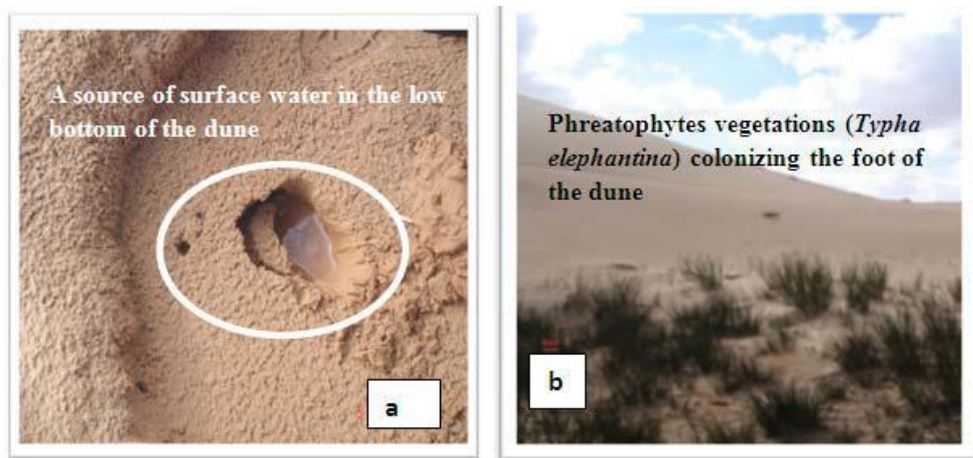 A source of surface water in the low
bottom of the dune
a
Phreatophytes vegetations (Typha
elephantina) colonizing the foot of
the dune
b